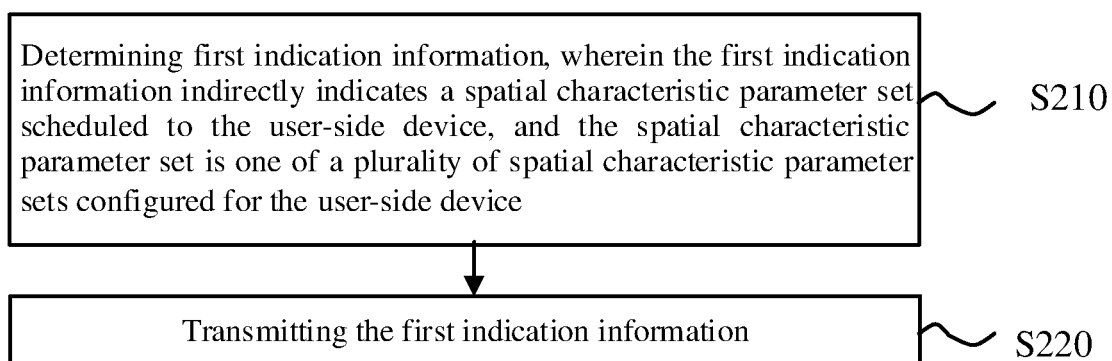 Determining first indication information, wherein the first indication
information indirectly indicates a spatial characteristic parameter set
scheduled to the user-side device, and the spatial characteristic
parameter set is one of a plurality of spatial characteristic parameter
sets configured for the user-side device
S210
Transmitting the first indication information
S220